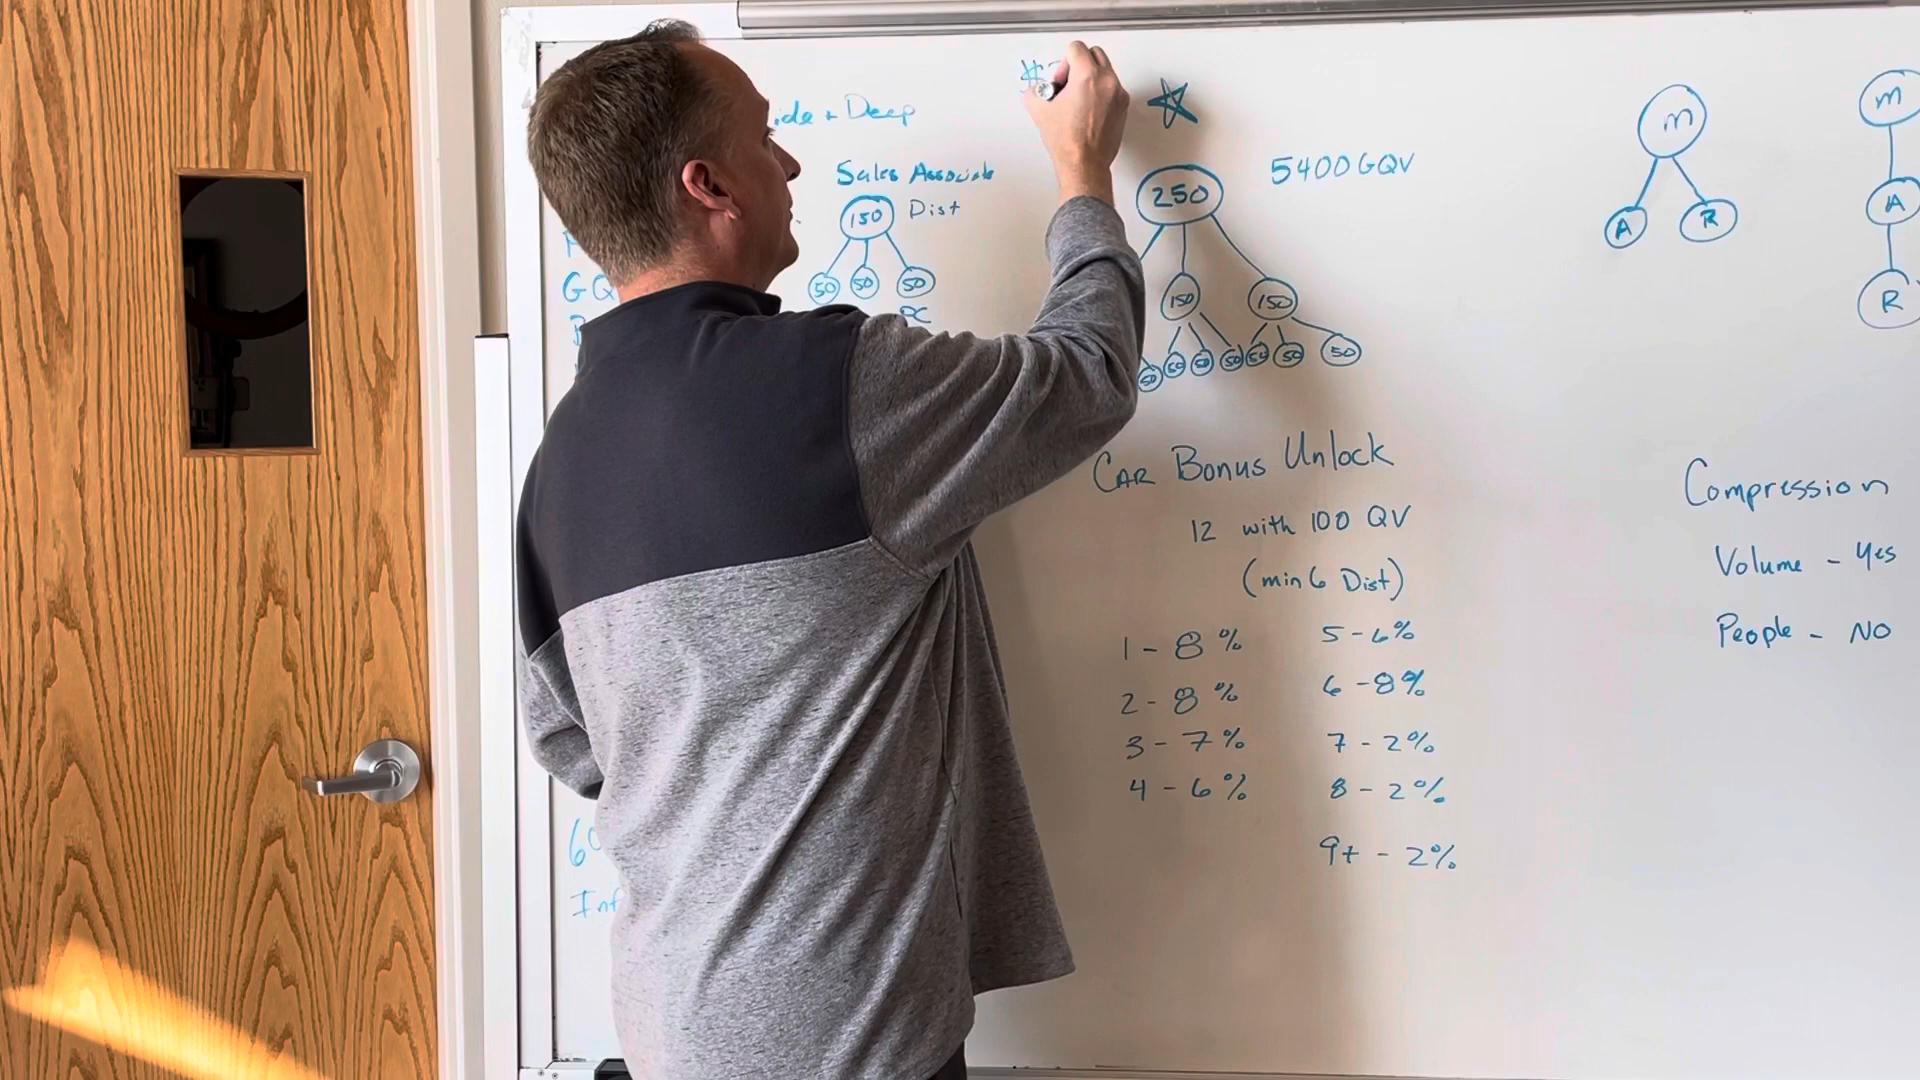 ide + Deep
Sales Associate
150 Dist
50 50 50
GQ
60
Inf
250
5400 GQV
150 150
50 50 50 50 50 50 50
Car Bonus Unlock
12 with 100 QV
(min 6 Dist)
1 - 8%
2 - 8%
3 - 7%
4 - 6%
5 - 6%
6 - 8%
7 - 2%
8 - 2%
9+ - 2%
m
A R
m
A
R
Compression
Volume - Yes
People - NO